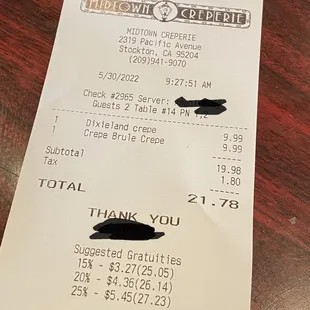 MIDTOWN CREPERIE
MIDTOWN CREPERIE
2319 Pacific Avenue
Stockton, CA 95204
(209)941-9070
5/30/2022 9:27:51 AM
Check #2965 Server:
Guests 2 Table #14 PN 1,2
1 Dixieland crepe 9.99
1 Crepe Brule Crepe 9.99
Subtotal 19.98
Tax 1.80
TOTAL 21.78
THANK YOU
Suggested Gratuities
15% - $3.27(25.05)
20% - $4.36(26.14)
25% - $5.45(27.23)